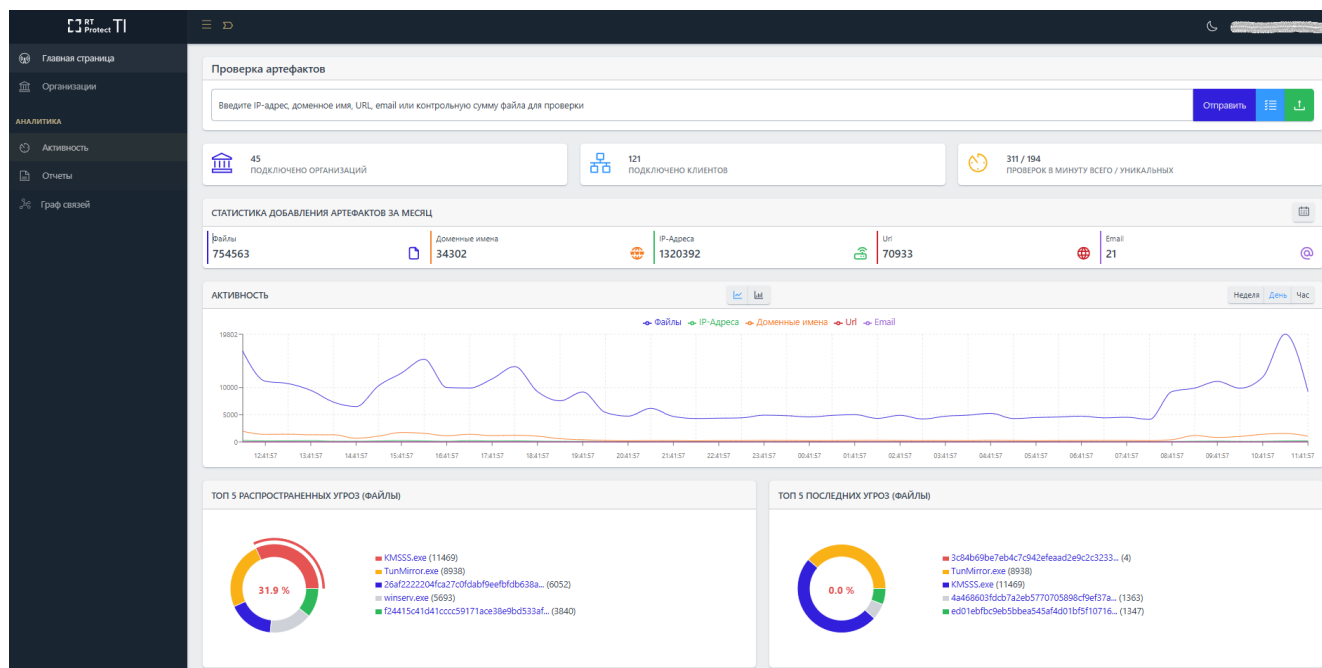 RT Protect TI
Главная страница
Организации
АНАЛИТИКА
Активность
Отчеты
Граф связей
Проверка артефактов
Введите IP-адрес, доменное имя, URL, email или контрольную сумму файла для проверки
Отправить
45
ПОДКЛЮЧЕНО ОРГАНИЗАЦИЙ
121
ПОДКЛЮЧЕНО КЛИЕНТОВ
311 / 194
ПРОВЕРОК В МИНУТУ ВСЕГО / УНИКАЛЬНЫХ
СТАТИСТИКА ДОБАВЛЕНИЯ АРТЕФАКТОВ ЗА МЕСЯЦ
Файлы
754563
Доменные имена
34302
IP-Адреса
1320392
Url
70933
Email
21
АКТИВНОСТЬ
Неделя День Час
Файлы IP-Адреса Доменные имена Url Email
19802
10000
5000
0
12:41:57 13:41:57 14:41:57 15:41:57 16:41:57 17:41:57 18:41:57 19:41:57 20:41:57 21:41:57 22:41:57 23:41:57 00:41:57 01:41:57 02:41:57 03:41:57 04:41:57 05:41:57 06:41:57 07:41:57 08:41:57 09:41:57 10:41:57 11:41:57
ТОП 5 РАСПРОСТРАНЕННЫХ УГРОЗ (ФАЙЛЫ)
31.9 %
KMSSS.exe (11469)
TunMirror.exe (8938)
26af2222204fca27c0fdabf9eefbfdb638a... (6052)
winserv.exe (5693)
f24415c41d41cccc59171ace38e9bd533af... (3840)
ТОП 5 ПОСЛЕДНИХ УГРОЗ (ФАЙЛЫ)
0.0 %
3c84b69be7eb4c7c942efeaad2e9c2c3233... (4)
TunMirror.exe (8938)
KMSSS.exe (11469)
4a468603fdcb7a2eb5770705898cf9ef37a... (1363)
ed01ebfbc9eb5bbea545af4d01bf5f10716... (1347)